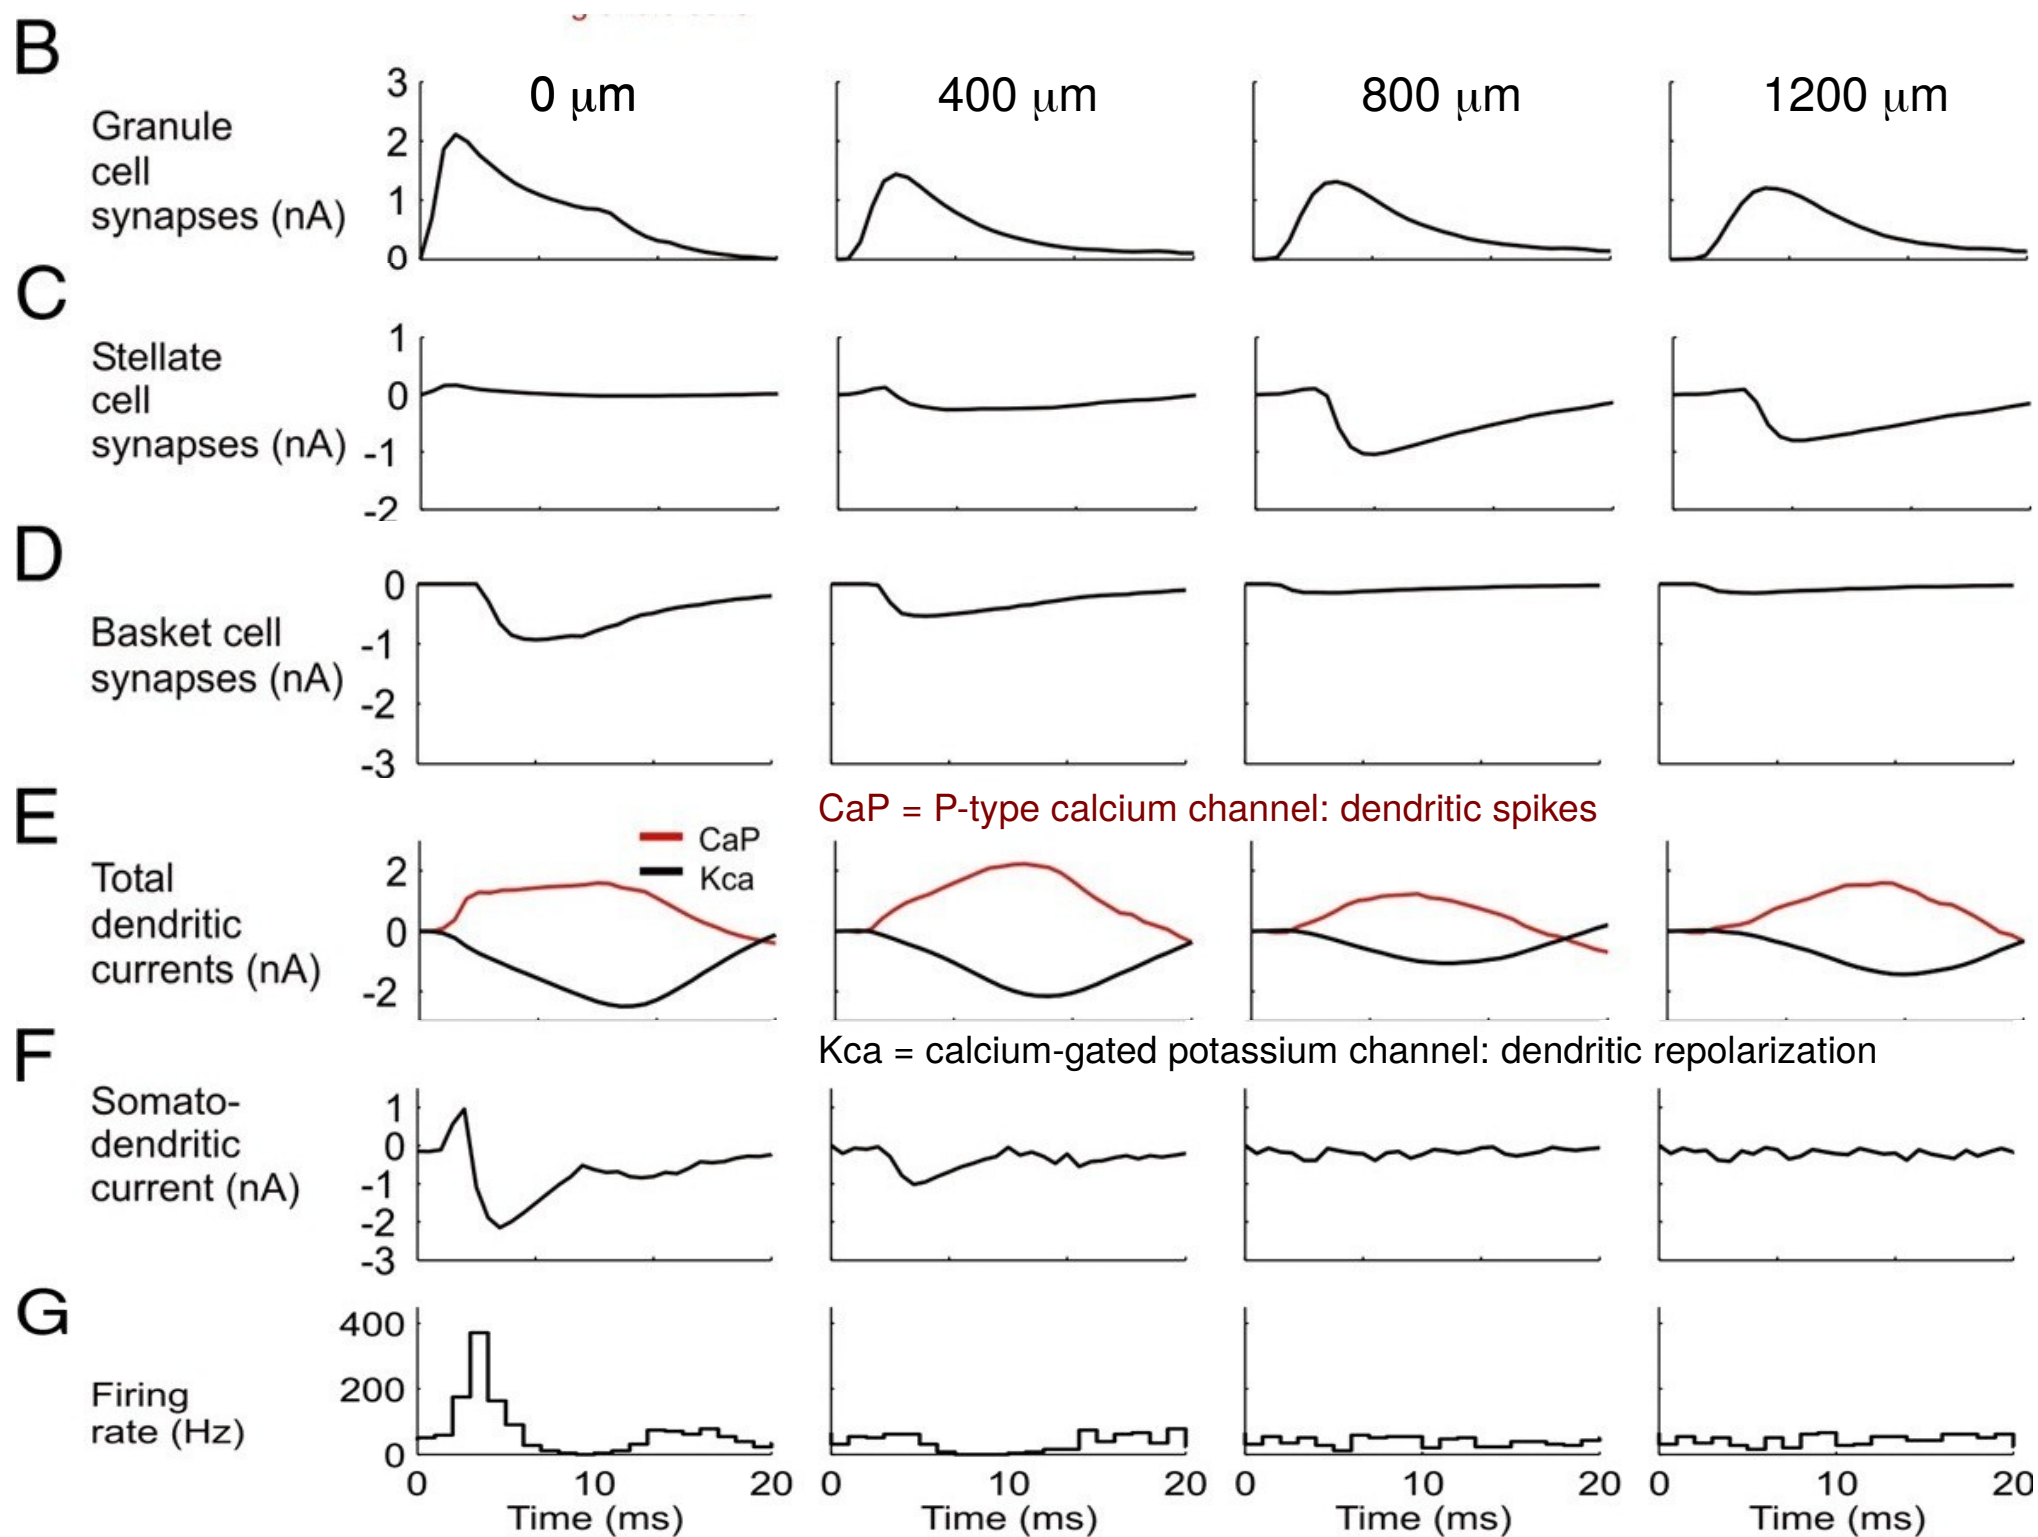 B
0 μm
400 μm
800 μm
1200 μm
Granule
cell
synapses (nA)
3
2
1
0
C
Stellate
cell
synapses (nA)
1
0
-1
-2
D
Basket cell
synapses (nA)
0
-1
-2
-3
E
CaP = P-type calcium channel: dendritic spikes
CaP
Kca
Total
dendritic
currents (nA)
2
0
-2
F
Kca = calcium-gated potassium channel: dendritic repolarization
Somato-
dendritic
current (nA)
1
0
-1
-2
-3
G
Firing
rate (Hz)
400
200
0
0 10 20
0 10 20
0 10 20
0 10 20
Time (ms)
Time (ms)
Time (ms)
Time (ms)